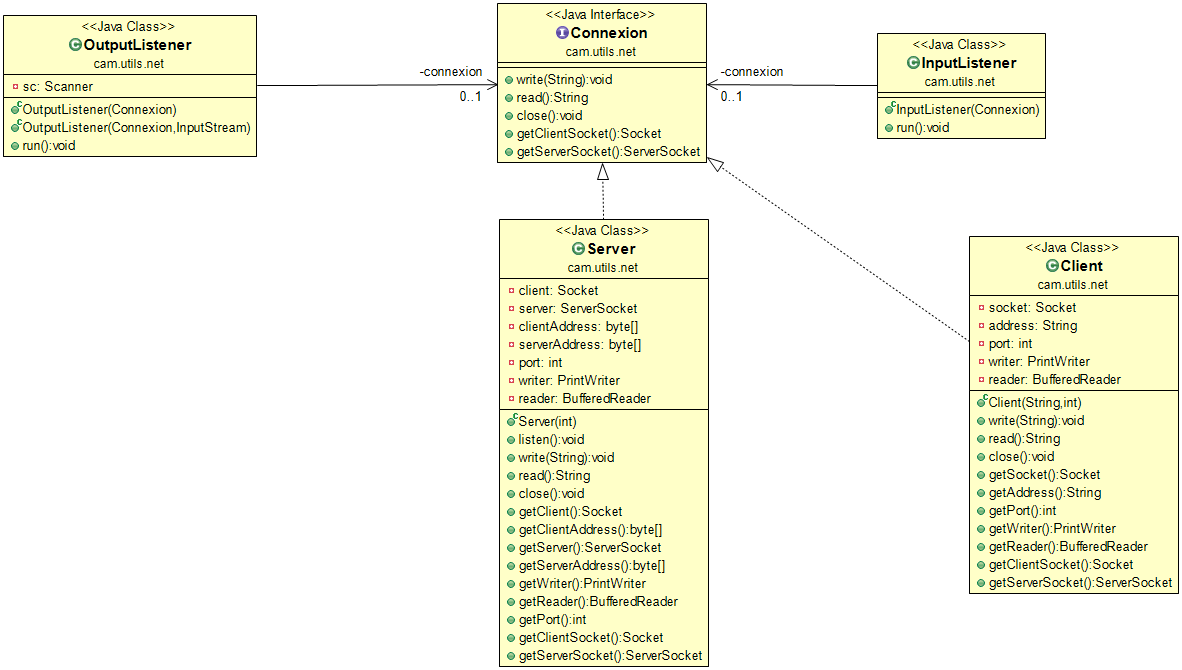 <<Java Class>>
OutputListener
cam.utils.net
sc: Scanner
OutputListener(Connexion)
OutputListener(Connexion,InputStream)
run():void
-connexion
0..1
<<Java Interface>>
Connexion
cam.utils.net
write(String):void
read():String
close():void
getClientSocket():Socket
getServerSocket():ServerSocket
-connexion
0..1
<<Java Class>>
InputListener
cam.utils.net
InputListener(Connexion)
run():void
<<Java Class>>
Server
cam.utils.net
client: Socket
server: ServerSocket
clientAddress: byte[]
serverAddress: byte[]
port: int
writer: PrintWriter
reader: BufferedReader
Server(int)
listen():void
write(String):void
read():String
close():void
getClient():Socket
getClientAddress():byte[]
getServer():ServerSocket
getServerAddress():byte[]
getWriter():PrintWriter
getReader():BufferedReader
getPort():int
getClientSocket():Socket
getServerSocket():ServerSocket
<<Java Class>>
Client
cam.utils.net
socket: Socket
address: String
port: int
writer: PrintWriter
reader: BufferedReader
Client(String,int)
write(String):void
read():String
close():void
getSocket():Socket
getAddress():String
getPort():int
getWriter():PrintWriter
getReader():BufferedReader
getClientSocket():Socket
getServerSocket():ServerSocket